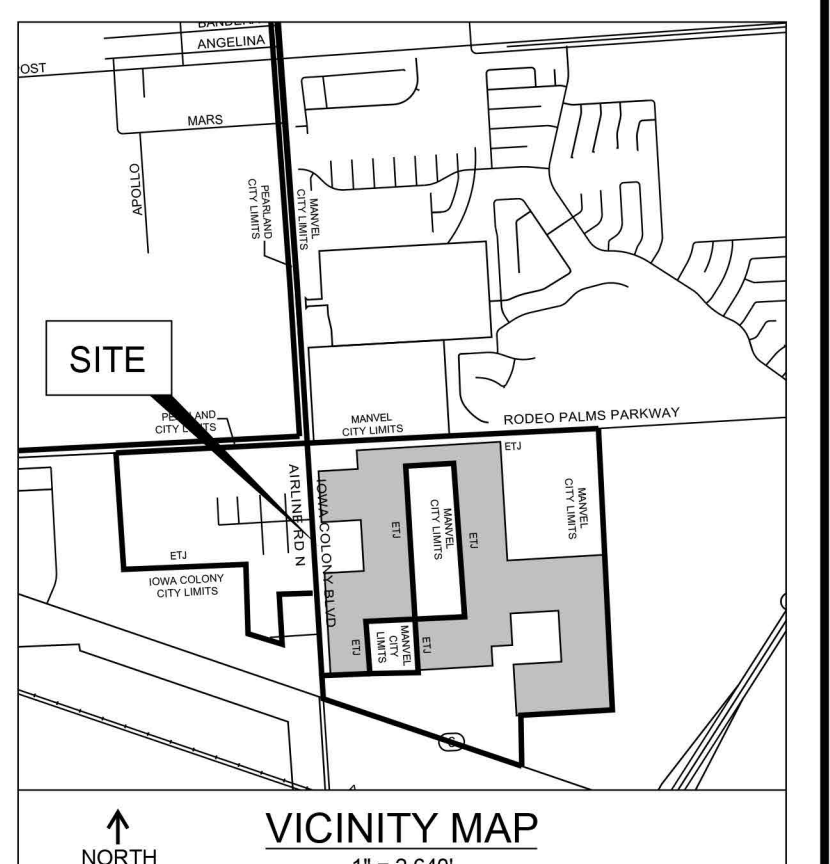 ANGELINA
OST
MARS
APOLLO
PEARLAND
CITY LIMITS
MANVEL
CITY LIMITS
SITE
MANVEL
CITY LIMITS
RODEO PALMS PARKWAY
CITY
ETJ
AIRLINE RD N
IOWA COLONY BLVD
ETJ
MANVEL
CITY LIMITS
ETJ
MANVEL
CITY LIMITS
ETJ
IOWA COLONY
CITY LIMITS
ETJ
MANVEL
CITY
LIMITS
ETJ
6
VICINITY MAP
NORTH